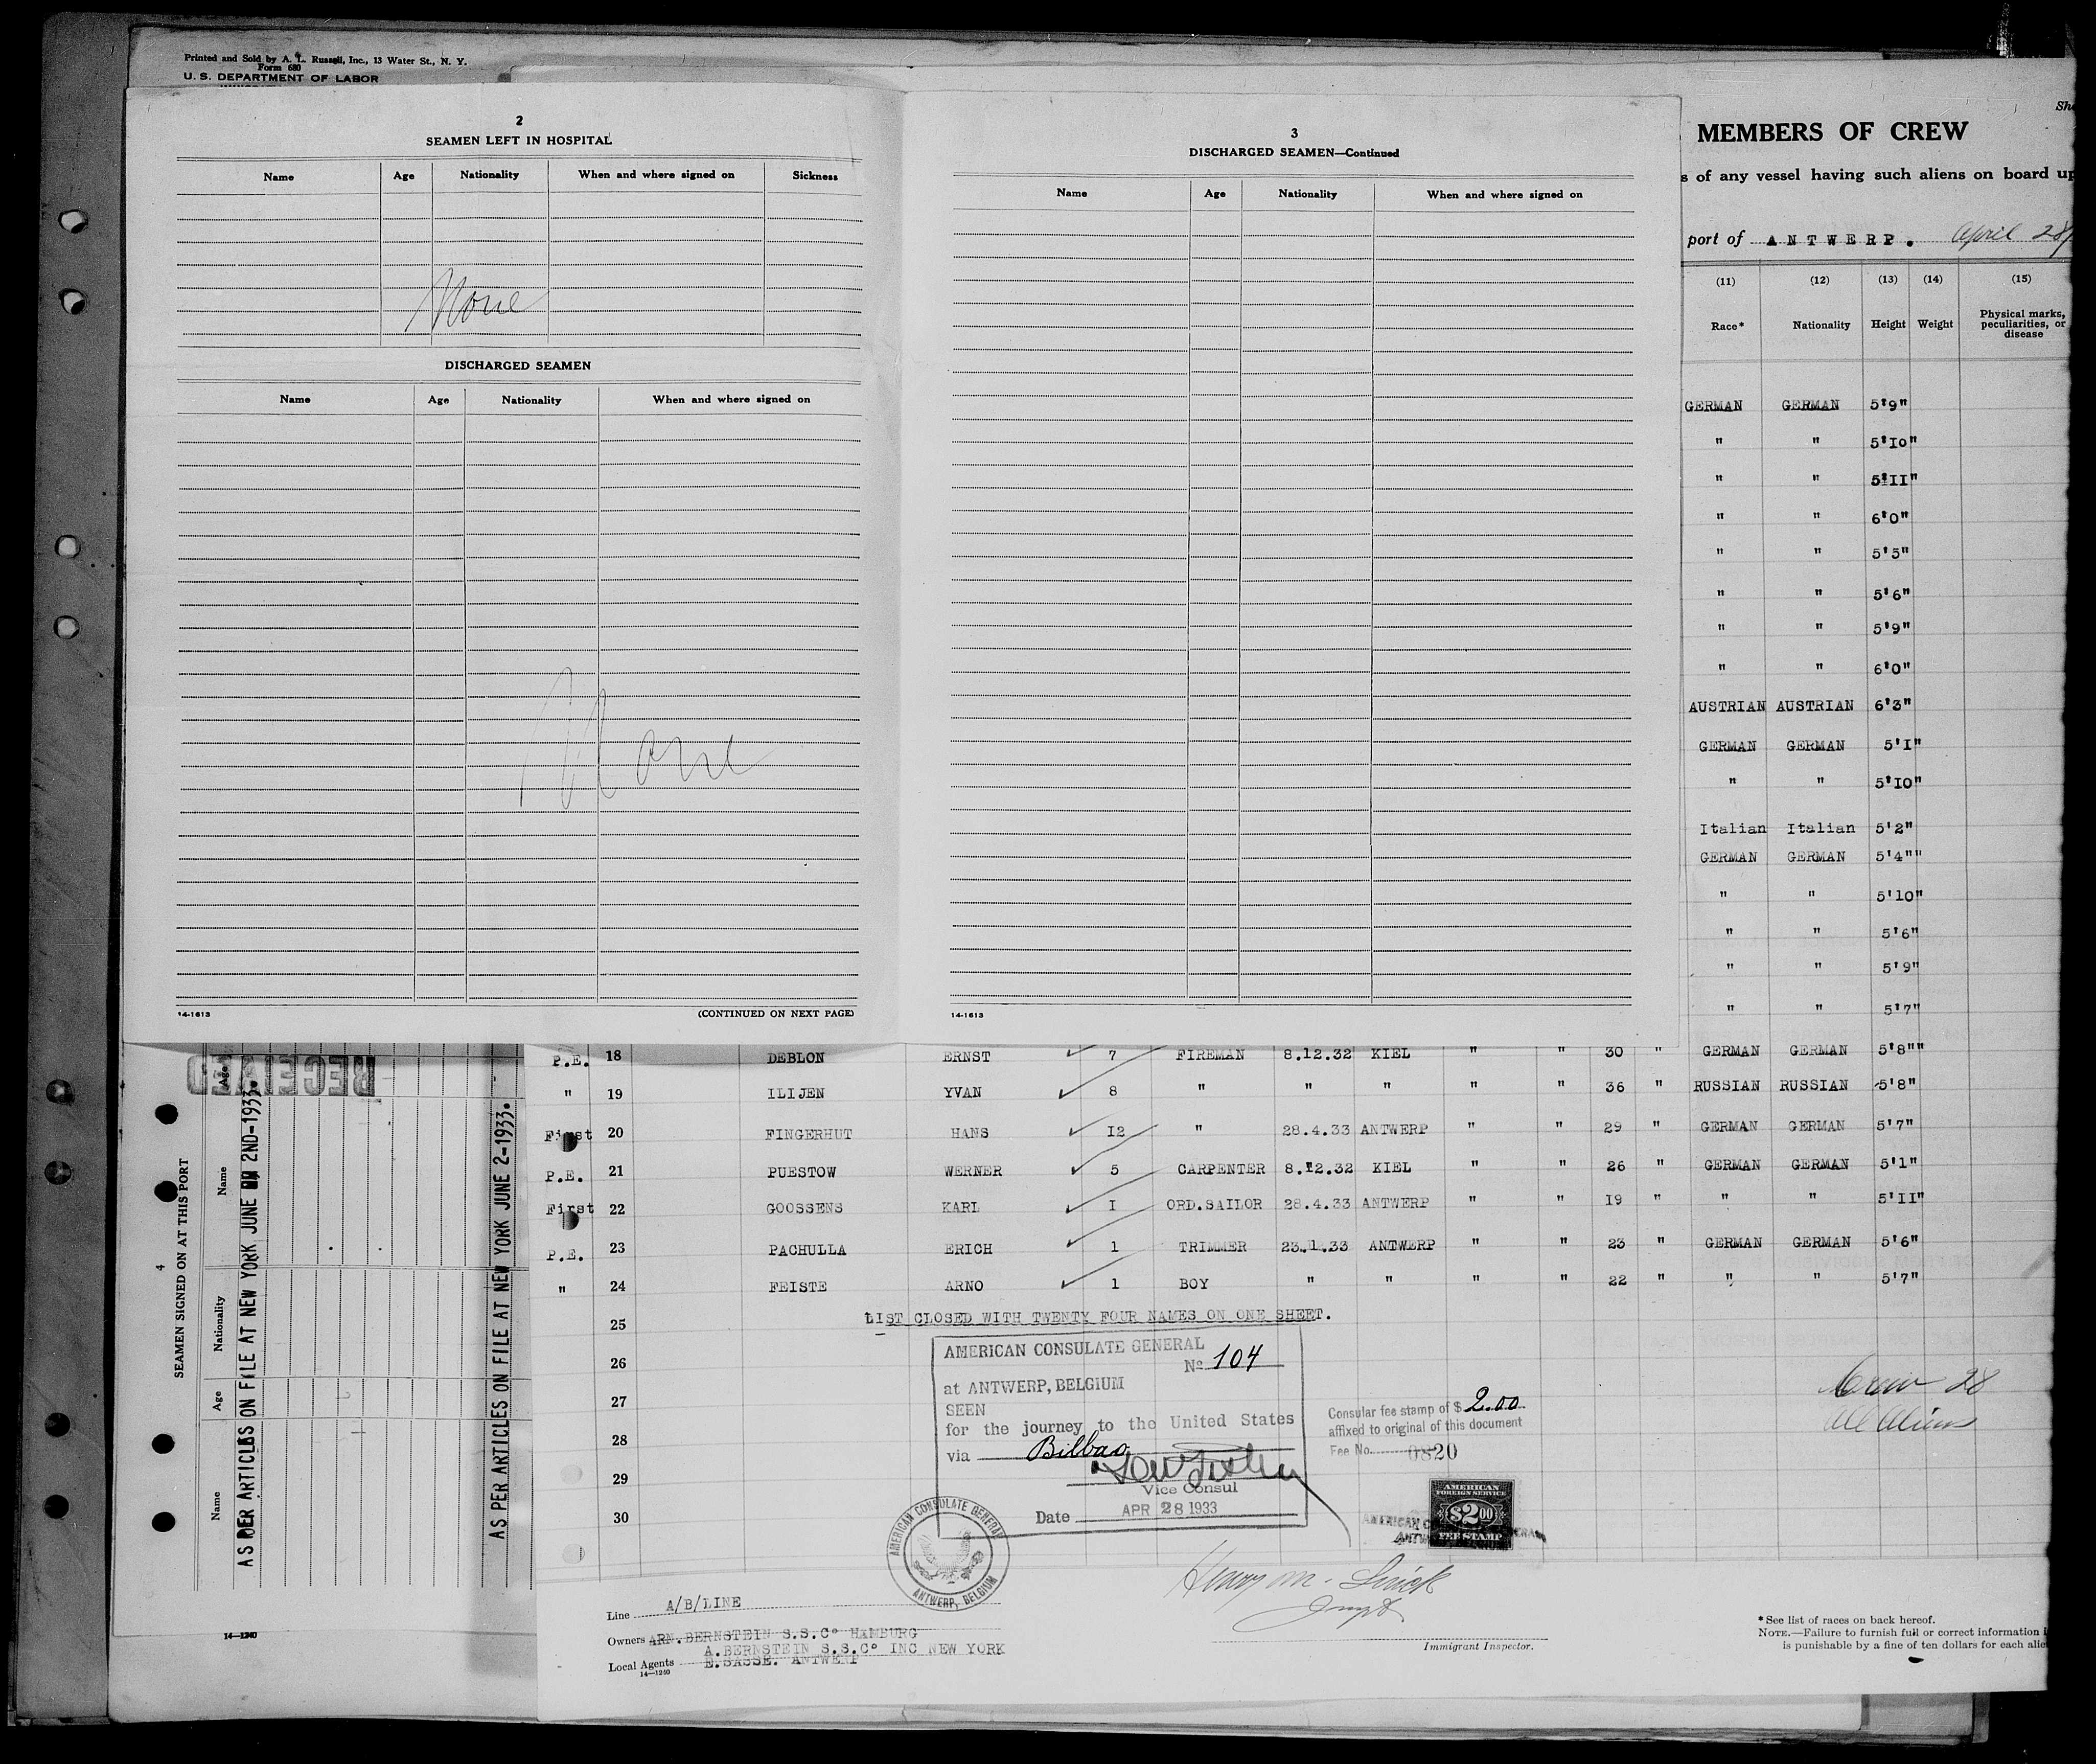 Printed and Sold by A. L. Russell, Inc., 13 Water St., N. Y.
Form 680
U. S. DEPARTMENT OF LABOR
2
SEAMEN LEFT IN HOSPITAL
Name Age Nationality When and where signed on Sickness
None
DISCHARGED SEAMEN
Name Age Nationality When and where signed on
None
14-1613 (CONTINUED ON NEXT PAGE)
3
DISCHARGED SEAMEN—Continued
Name Age Nationality When and where signed on
14-1613
MEMBERS OF CREW
s of any vessel having such aliens on board up
port of ANTWERP. April 28
(11) (12) (13) (14) (15)
Race* Nationality Height Weight Physical marks, peculiarities, or disease
GERMAN GERMAN 5'9"
" " 5'10"
" " 5'II"
" " 6'0"
" " 5'5"
" " 5'6"
" " 5'9"
" " 6'0"
AUSTRIAN AUSTRIAN 6'3"
GERMAN GERMAN 5'I"
" " 5'IO"
Italian Italian 5'2"
GERMAN GERMAN 5'4""
" " 5'10"
" " 5'6"
" " 5'9"
" " 5'7"
P.E. 18 DEBLON ERNST 7 FIREMAN 8.12.32 KIEL " " 30 " GERMAN GERMAN 5'8""
" 19 ILIJEN YVAN 8 " " " " " 36 " RUSSIAN RUSSIAN 5'8"
First 20 FINGERHUT HANS I2 " 28.4.33 ANTWERP " " 29 " GERMAN GERMAN 5'7"
P.E. 21 PUESTOW WERNER 5 CARPENTER 8.12.32 KIEL " " 26 " GERMAN GERMAN 5'1"
First 22 GOOSSENS KARL I ORD.SAILOR 28.4.33 ANTWERP " " 19 " " " 5'II"
P.E. 23 PACHULLA ERICH 1 TRIMMER 23.1.33 ANTWERP " " 23 " GERMAN GERMAN 5'6"
" 24 FEISTE ARNO 1 BOY " " " " 22 " " " 5'7"
25 LIST CLOSED WITH TWENTY FOUR NAMES ON ONE SHEET.
26
27
28
29
30
AMERICAN CONSULATE GENERAL
No 104
at ANTWERP, BELGIUM
SEEN
for the journey to the United States
via Bilbao
Vice Consul
Date APR 28 1933
AMERICAN CONSULATE GENERAL
ANTWERP, BELGIUM
Consular fee stamp of $ 2.00
affixed to original of this document
Fee No. 0820
AMERICAN
FOREIGN SERVICE
$2.00
FEE STAMP
Crew 28
All Aliens
Line A/B/LINE
Owners ARN.BERNSTEIN S.S.Co HAMBURG
A.BERNSTEIN S.S.Co INC NEW YORK
Local Agents E.SASSE. ANTWERP
14—1240
Immigrant Inspector.
*See list of races on back hereof.
NOTE.—Failure to furnish full or correct information
is punishable by a fine of ten dollars for each
RECEIVED
4
SEAMEN SIGNED ON AT THIS PORT
Name Age Nationality Name Age
AS PER ARTICLES ON FILE AT NEW YORK JUNE 2ND-1933.
AS PER ARTICLES ON FILE AT NEW YORK JUNE 2-1933.
14—1240